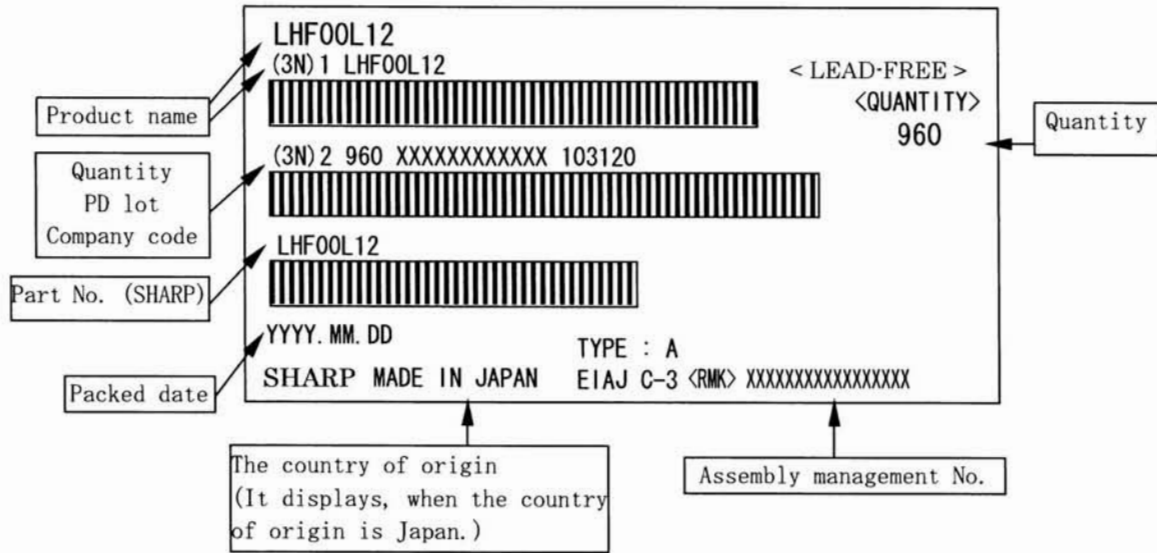 LHF00L12
(3N)1 LHF00L12
< LEAD-FREE >
<QUANTITY>
960
Product name
Quantity
(3N)2 960 XXXXXXXXXXXX 103120
Quantity
PD lot
Company code
LHF00L12
Part No. (SHARP)
YYYY.MM.DD
TYPE : A
SHARP MADE IN JAPAN
EIAJ C-3 <RMK> XXXXXXXXXXXXXXXXX
Packed date
The country of origin
(It displays, when the country
of origin is Japan.)
Assembly management No.